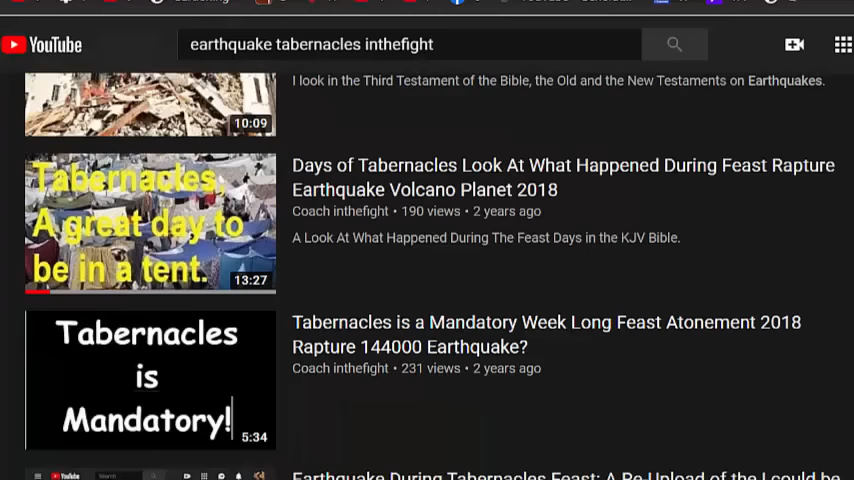 YouTube
earthquake tabernacles inthefight
10:09
I look in the Third Testament of the Bible, the Old and the New Testaments on Earthquakes.
Tabernacles:
A great day to
be in a tent.
13:27
Days of Tabernacles Look At What Happened During Feast Rapture
Earthquake Volcano Planet 2018
Coach inthefight • 190 views • 2 years ago
A Look At What Happened During The Feast Days in the KJV Bible.
Tabernacles
is
Mandatory!
5:34
Tabernacles is a Mandatory Week Long Feast Atonement 2018
Rapture 144000 Earthquake?
Coach inthefight • 231 views • 2 years ago
YouTube
Search
Earthquake During Tabernacles Feast: A Re-Upload of the I could be